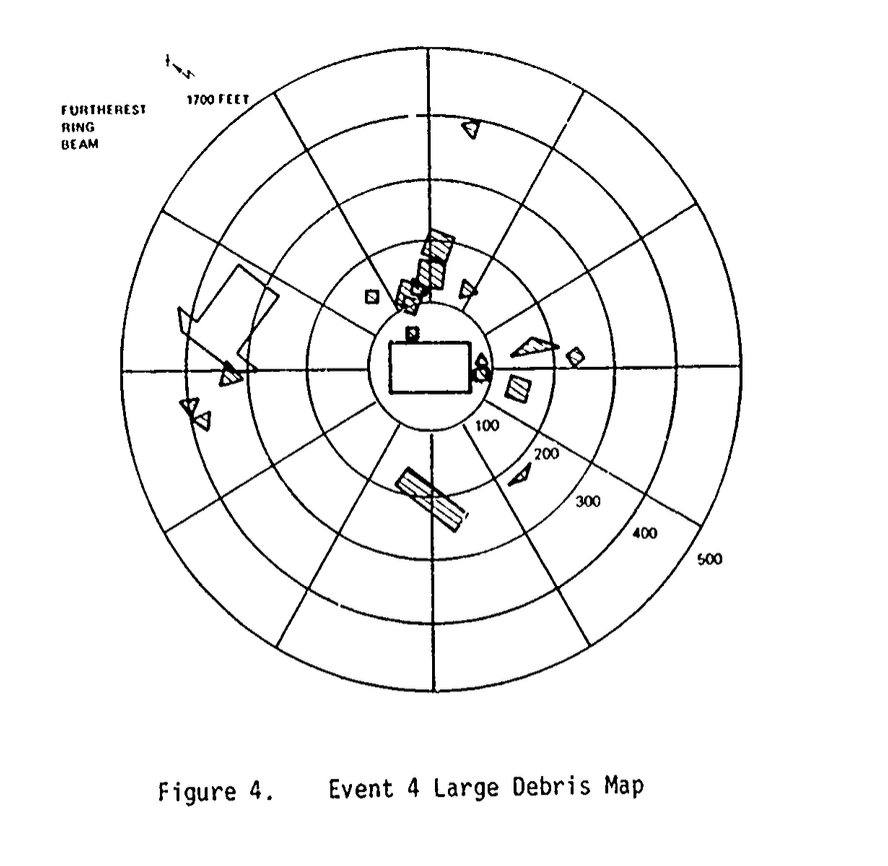 1700 FEET
FURTHEREST
RING
BEAM
100
200
300
400
500
Figure 4. Event 4 Large Debris Map